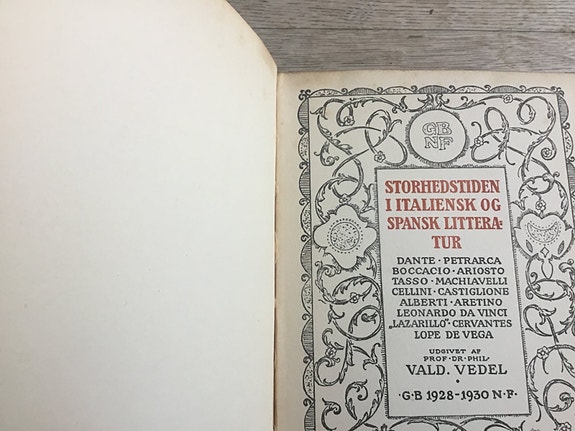 GB
NF
STORHEDSTIDEN
I ITALIENSK OG
SPANSK LITTERA-
TUR
DANTE · PETRARCA
BOCCACIO · ARIOSTO
TASSO · MACHIAVELLI
CELLINI · CASTIGLIONE
ALBERTI · ARETINO
LEONARDO DA VINCI
„LAZARILLO” · CERVANTES
LOPE DE VEGA
UDGIVET AF
PROF · DR · PHIL ·
VALD. VEDEL
·
· G · B 1928-1930 N · F ·